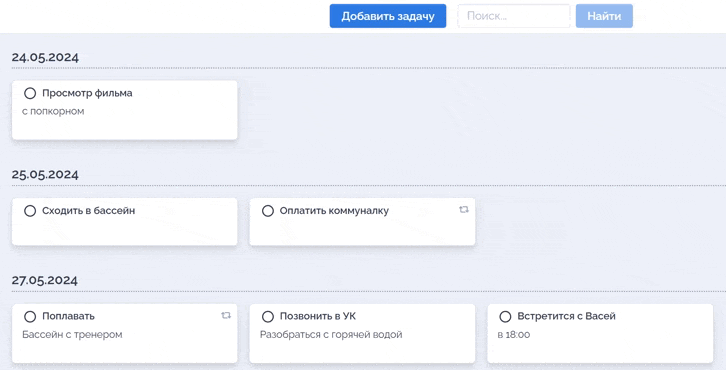 Добавить задачу
Поиск...
Найти
24.05.2024
Просмотр фильма
с попкорном
25.05.2024
Сходить в бассейн
Оплатить коммуналку
27.05.2024
Поплавать
Бассейн с тренером
Позвонить в УК
Разобраться с горячей водой
Встретится с Васей
в 18:00